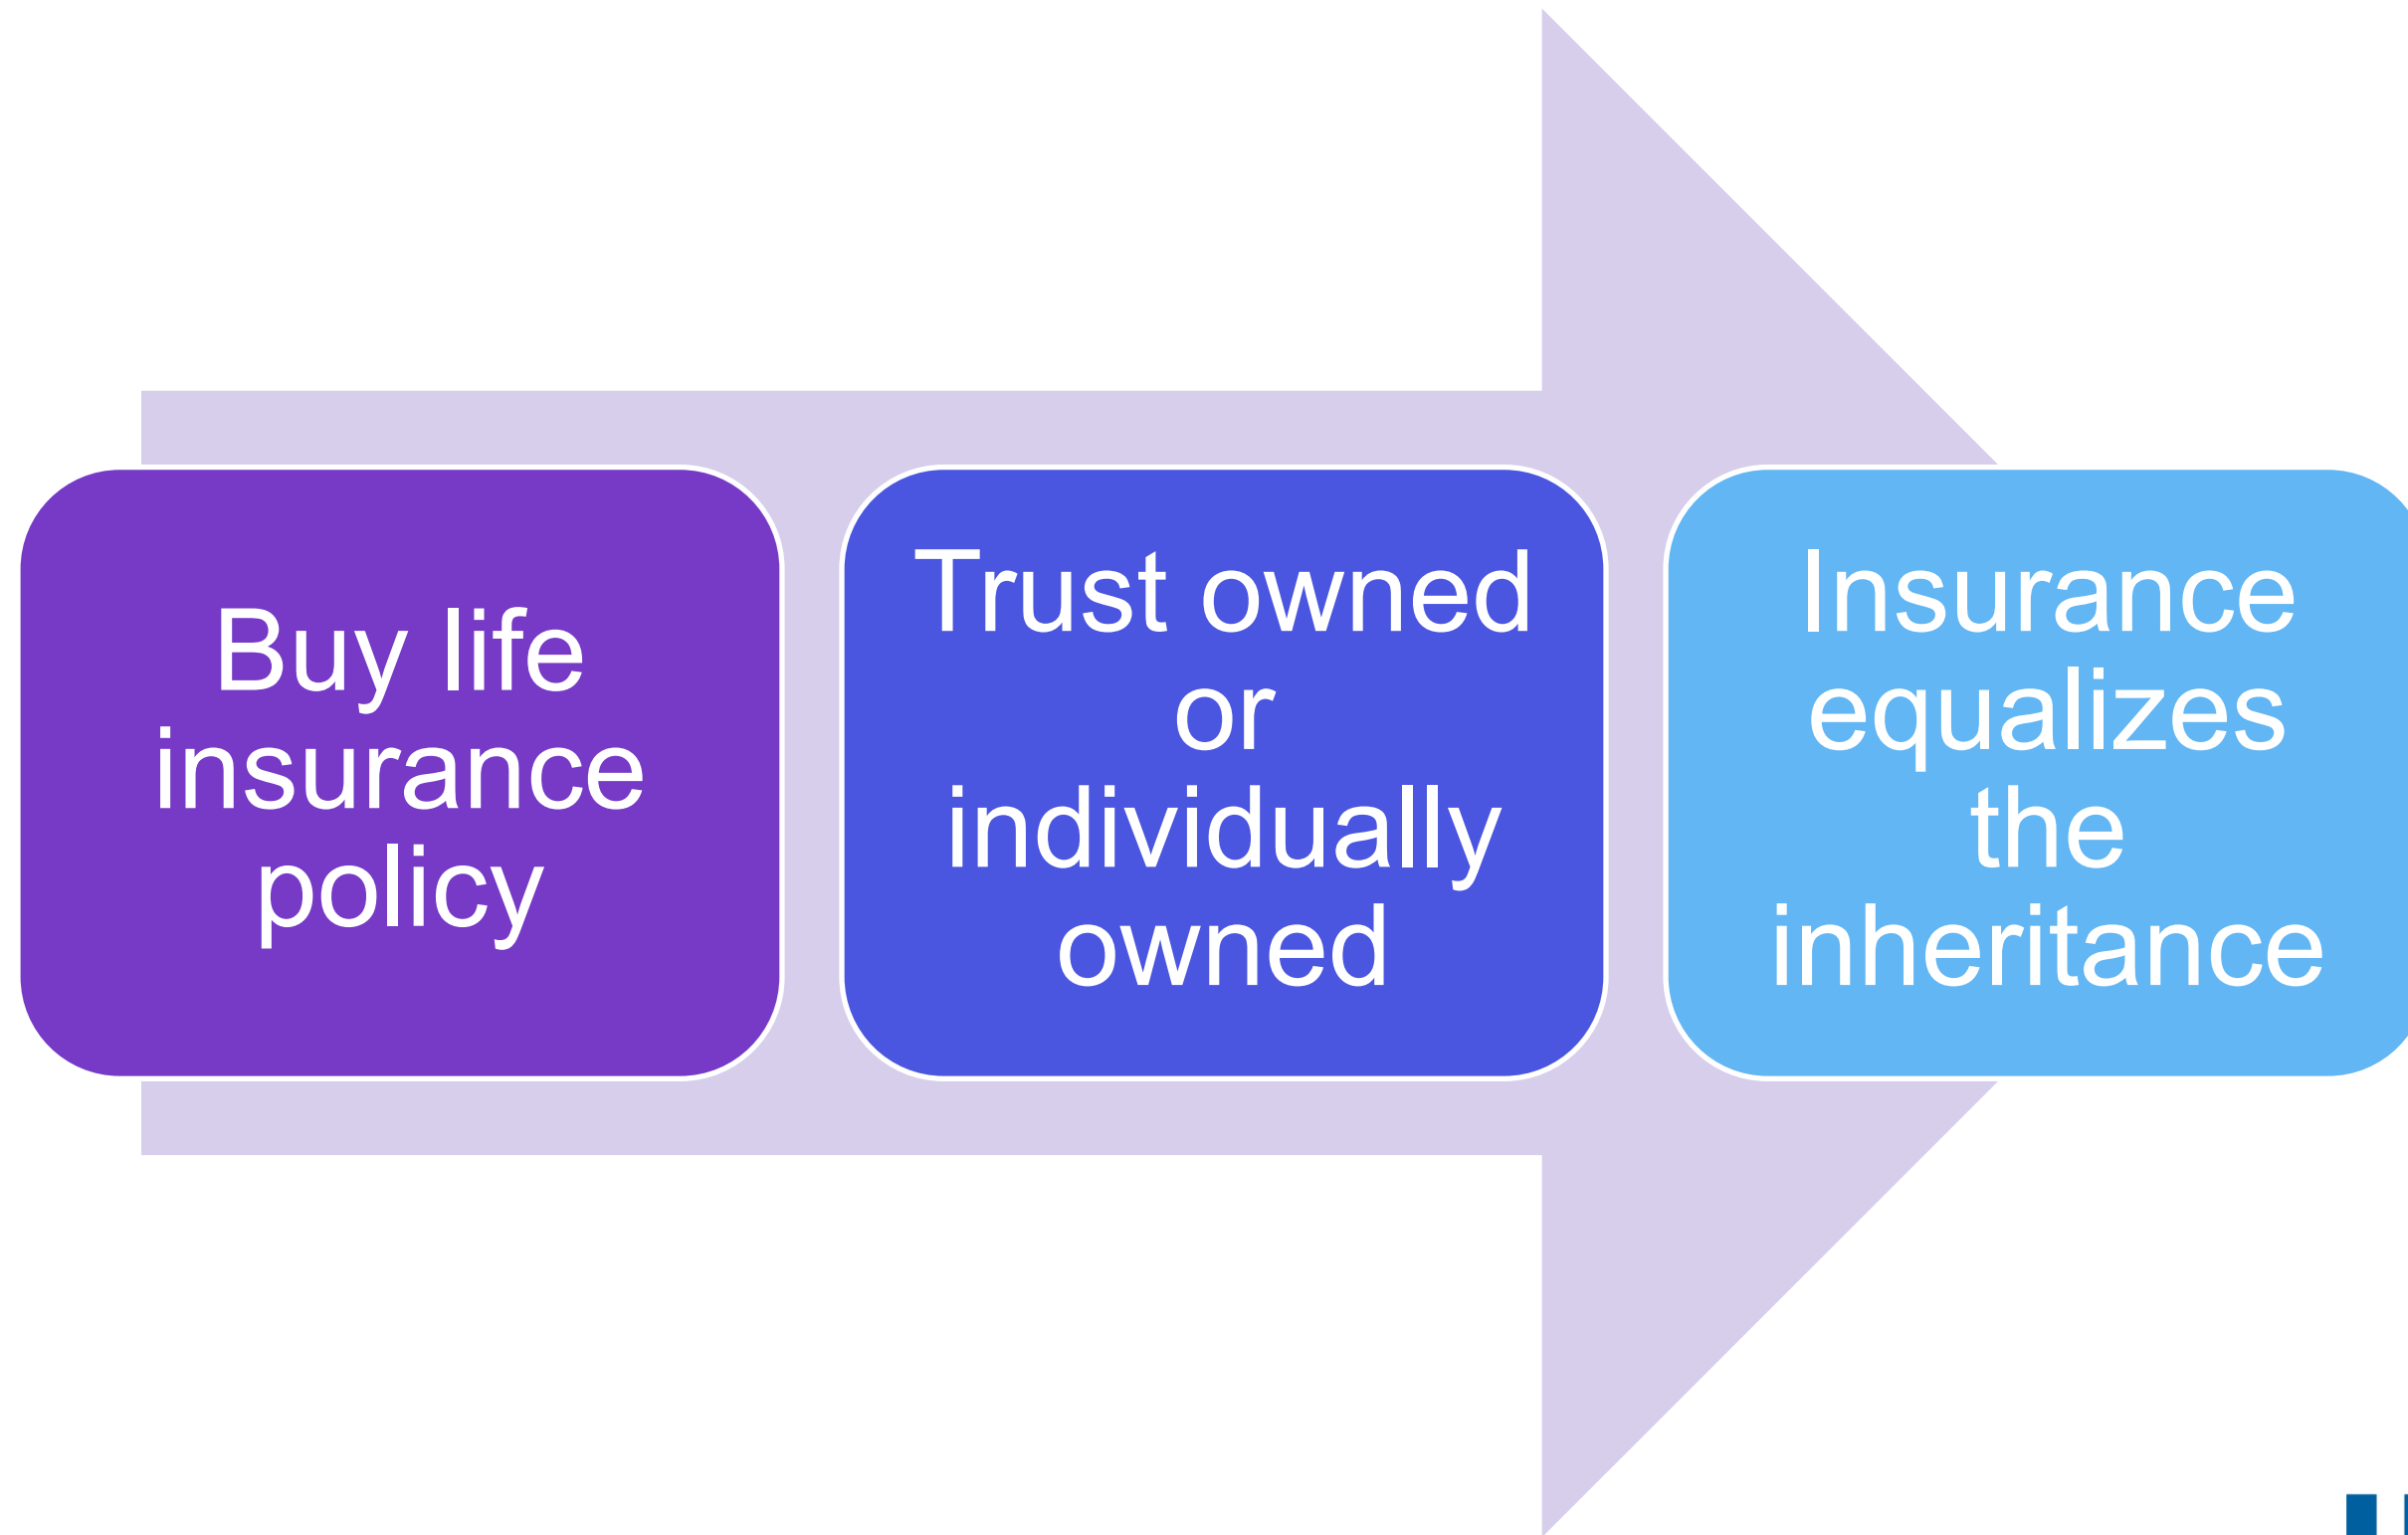 Buy life
insurance
policy
Trust owned
or
individually
owned
Insurance
equalizes
the
inheritance